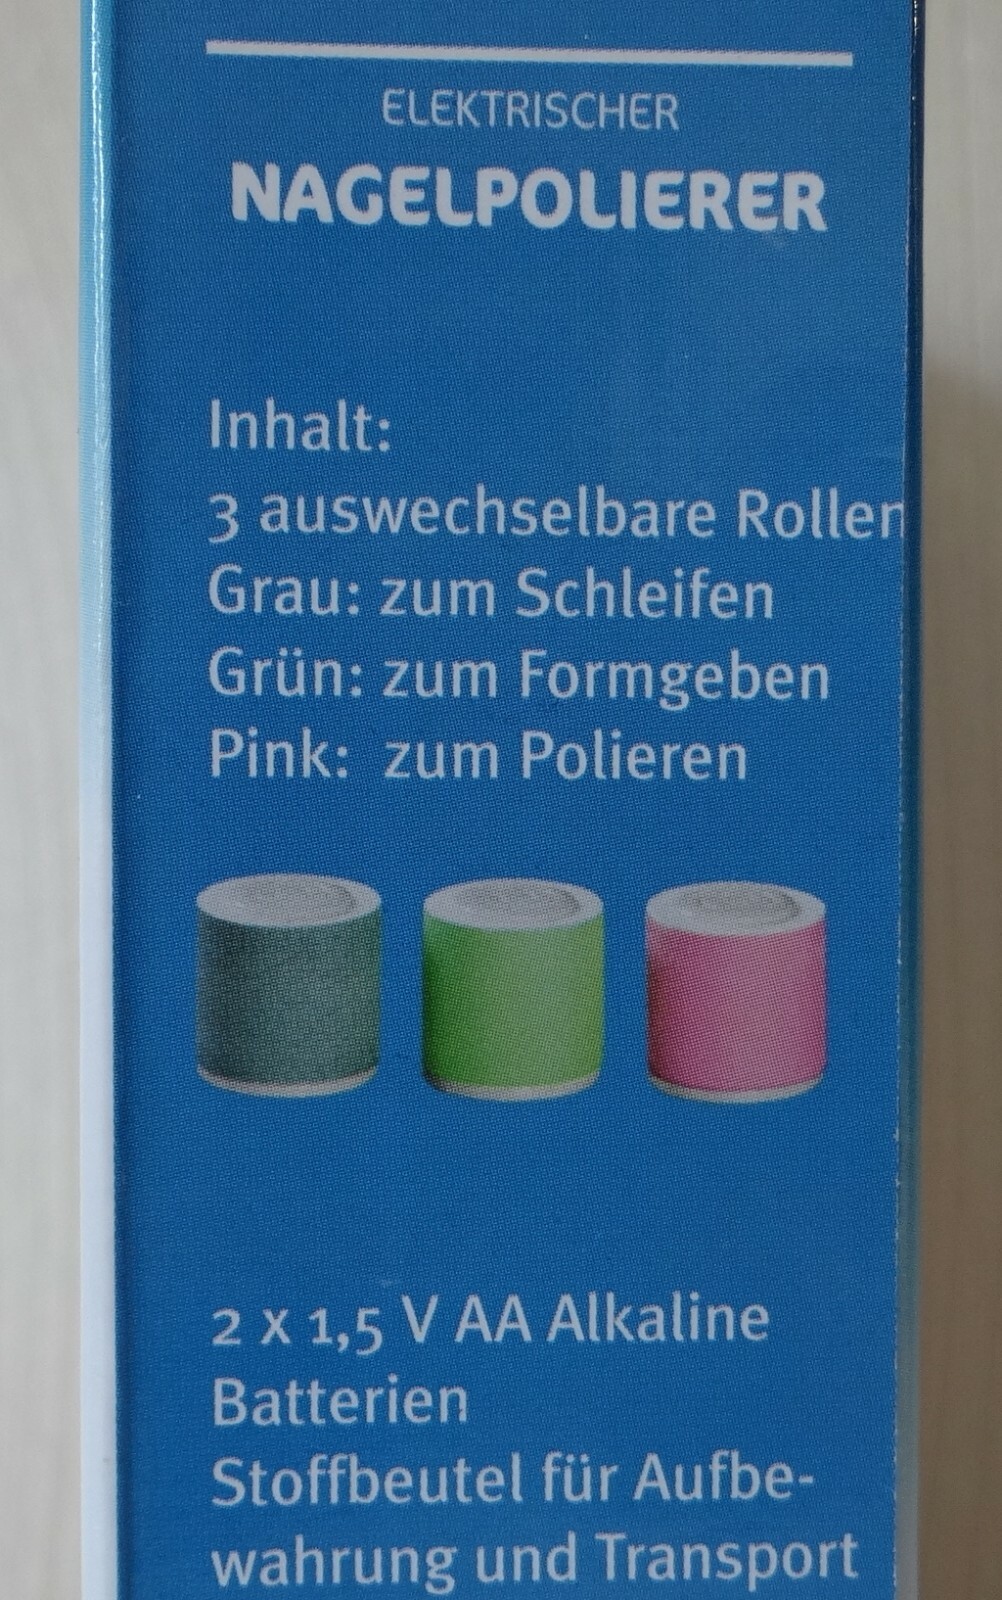 ELEKTRISCHER
NAGELPOLIERER
Inhalt:
3 auswechselbare Rollen
Grau: zum Schleifen
Grün: zum Formgeben
Pink: zum Polieren
2 x 1,5 V AA Alkaline
Batterien
Stoffbeutel für Aufbe-
wahrung und Transport